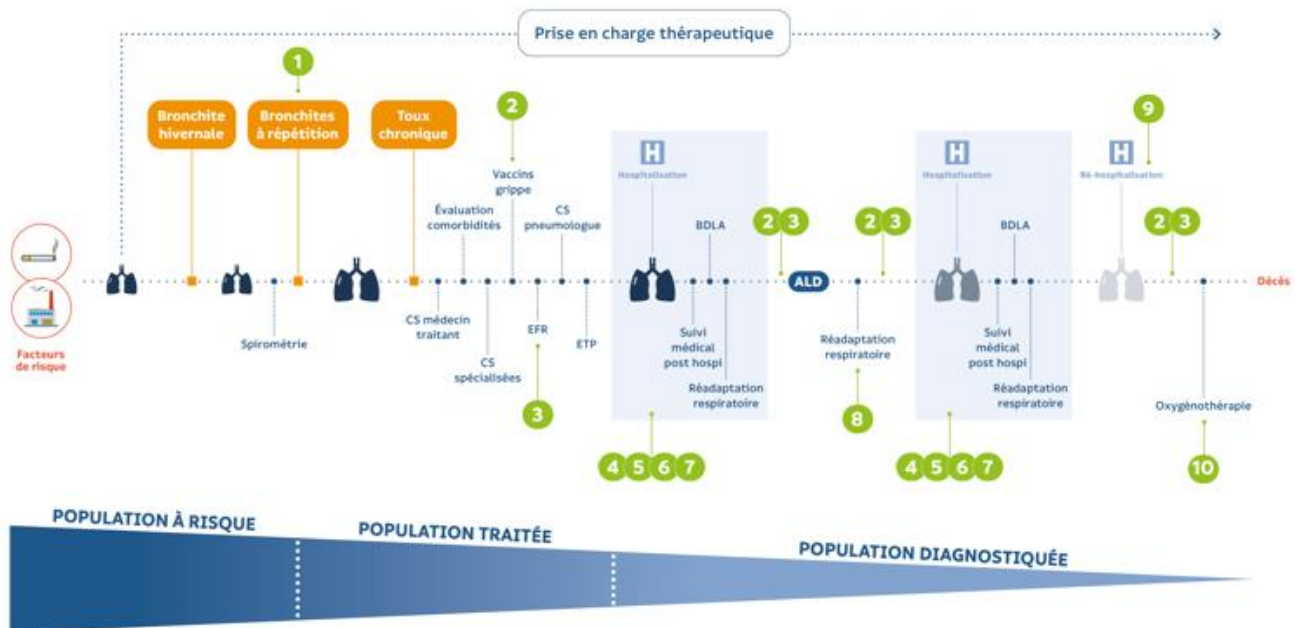 Prise en charge thérapeutique
1
Bronchite
hivernale
Bronchites
à répétition
Toux
chronique
2
Vaccins
grippe
Évaluation
comorbidités
CS
pneumologue
H
Hospitalisation
BDLA
2 3
2 3
H
Hospitalisation
BDLA
9
H
Ré-hospitalisation
2 3
Facteurs
de risque
Spirométrie
CS médecin
traitant
CS
spécialisées
EFR
3
ETP
Suivi
médical
post hospi
Réadaptation
respiratoire
4 5 6 7
ALD
Réadaptation
respiratoire
8
Suivi
médical
post hospi
Réadaptation
respiratoire
4 5 6 7
Oxygénothérapie
10
Décès
POPULATION À RISQUE
POPULATION TRAITÉE
POPULATION DIAGNOSTIQUÉE